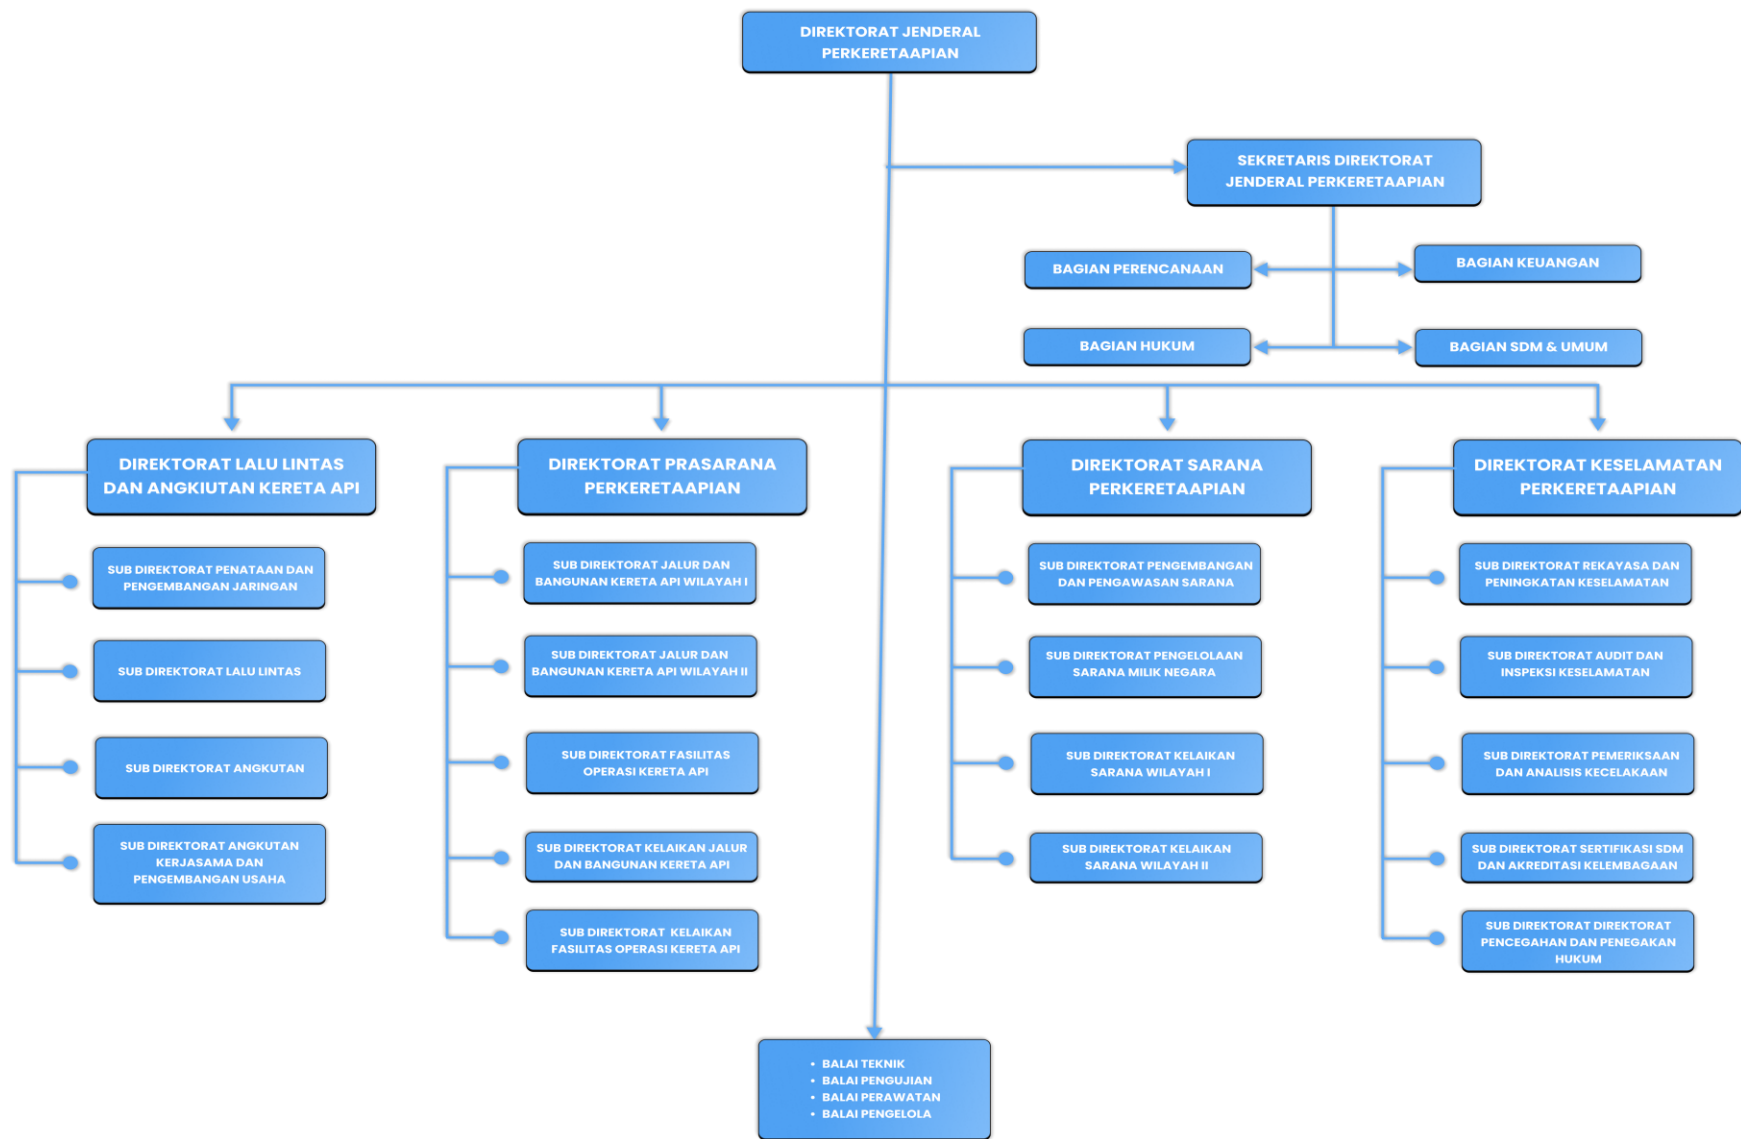 DIREKTORAT JENDERAL
PERKERETAAPIAN
SEKRETARIS DIREKTORAT
JENDERAL PERKERETAAPIAN
BAGIAN PERENCANAAN
BAGIAN KEUANGAN
BAGIAN HUKUM
BAGIAN SDM & UMUM
DIREKTORAT LALU LINTAS
DAN ANGKIUTAN KERETA API
SUB DIREKTORAT PENATAAN DAN
PENGEMBANGAN JARINGAN
SUB DIREKTORAT LALU LINTAS
SUB DIREKTORAT ANGKUTAN
SUB DIREKTORAT ANGKUTAN
KERJASAMA DAN
PENGEMBANGAN USAHA
DIREKTORAT PRASARANA
PERKERETAAPIAN
SUB DIREKTORAT JALUR DAN
BANGUNAN KERETA API WILAYAH I
SUB DIREKTORAT JALUR DAN
BANGUNAN KERETA API WILAYAH II
SUB DIREKTORAT FASILITAS
OPERASI KERETA API
SUB DIREKTORAT KELAIKAN JALUR
DAN BANGUNAN KERETA API
SUB DIREKTORAT KELAIKAN
FASILITAS OPERASI KERETA API
DIREKTORAT SARANA
PERKERETAAPIAN
SUB DIREKTORAT PENGEMBANGAN
DAN PENGAWASAN SARANA
SUB DIREKTORAT PENGELOLAAN
SARANA MILIK NEGARA
SUB DIREKTORAT KELAIKAN
SARANA WILAYAH I
SUB DIREKTORAT KELAIKAN
SARANA WILAYAH II
DIREKTORAT KESELAMATAN
PERKERETAAPIAN
SUB DIREKTORAT REKAYASA DAN
PENINGKATAN KESELAMATAN
SUB DIREKTORAT AUDIT DAN
INSPEKSI KESELAMATAN
SUB DIREKTORAT PEMERIKSAAN
DAN ANALISIS KECELAKAAN
SUB DIREKTORAT SERTIFIKASI SDM
DAN AKREDITASI KELEMBAGAAN
SUB DIREKTORAT DIREKTORAT
PENCEGAHAN DAN PENEGAKAN
HUKUM
• BALAI TEKNIK
• BALAI PENGUJIAN
• BALAI PERAWATAN
• BALAI PENGELOLA